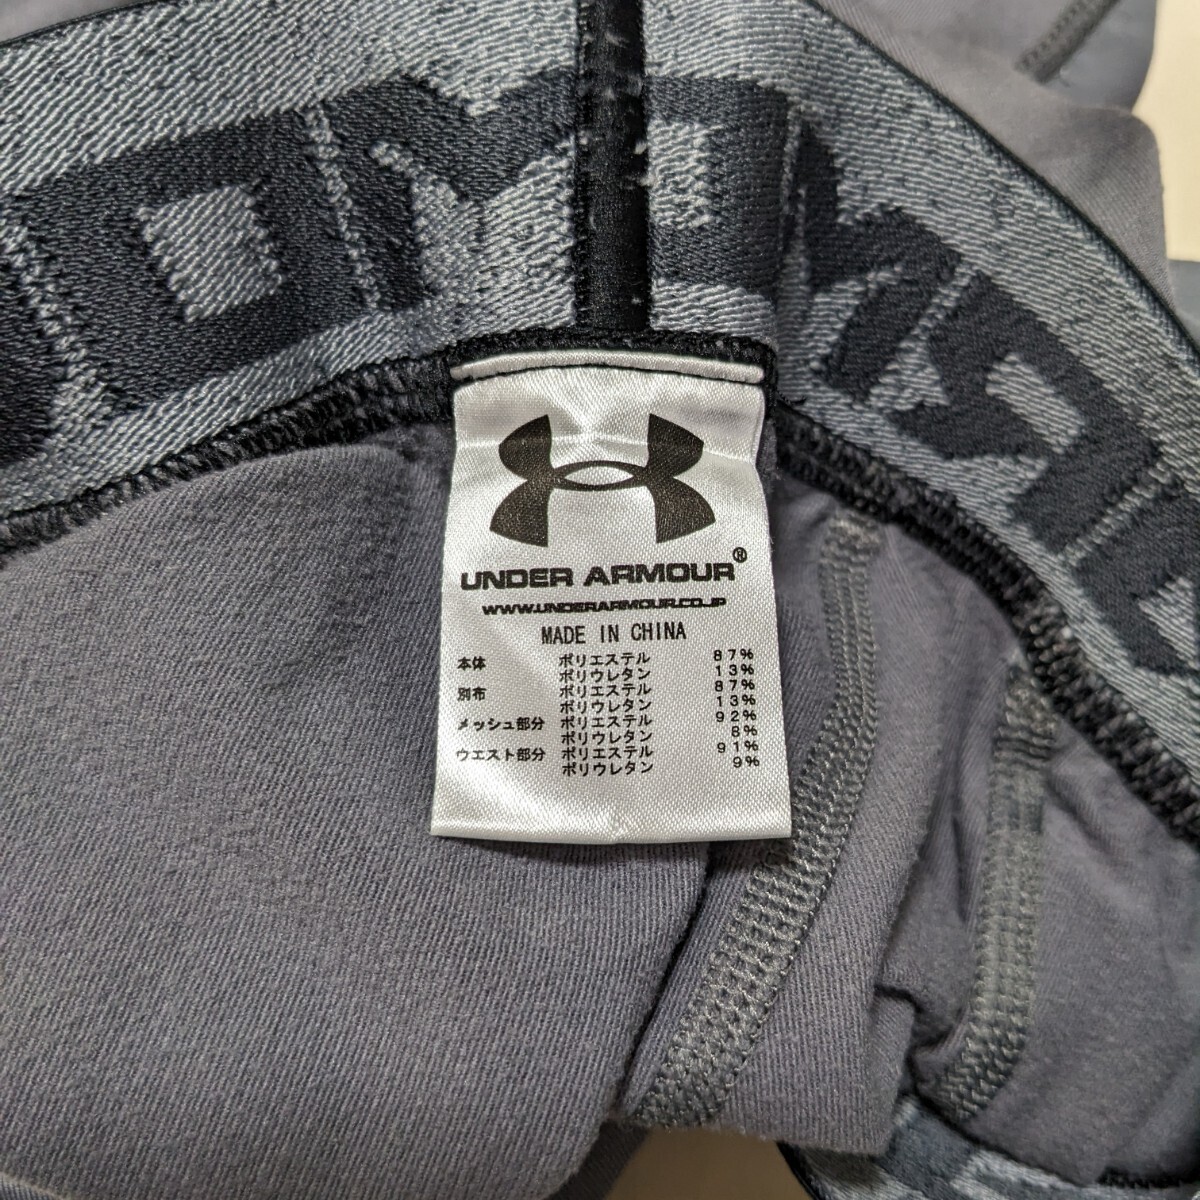 UNDER ARMOUR®
WWW.UNDERARMOUR.CO.JP
MADE IN CHINA
本体 ポリエステル 87%
ポリウレタン 13%
別布 ポリエステル 87%
ポリウレタン 13%
メッシュ部分 ポリエステル 92%
ポリウレタン 8%
ウエスト部分 ポリエステル 91%
ポリウレタン 9%